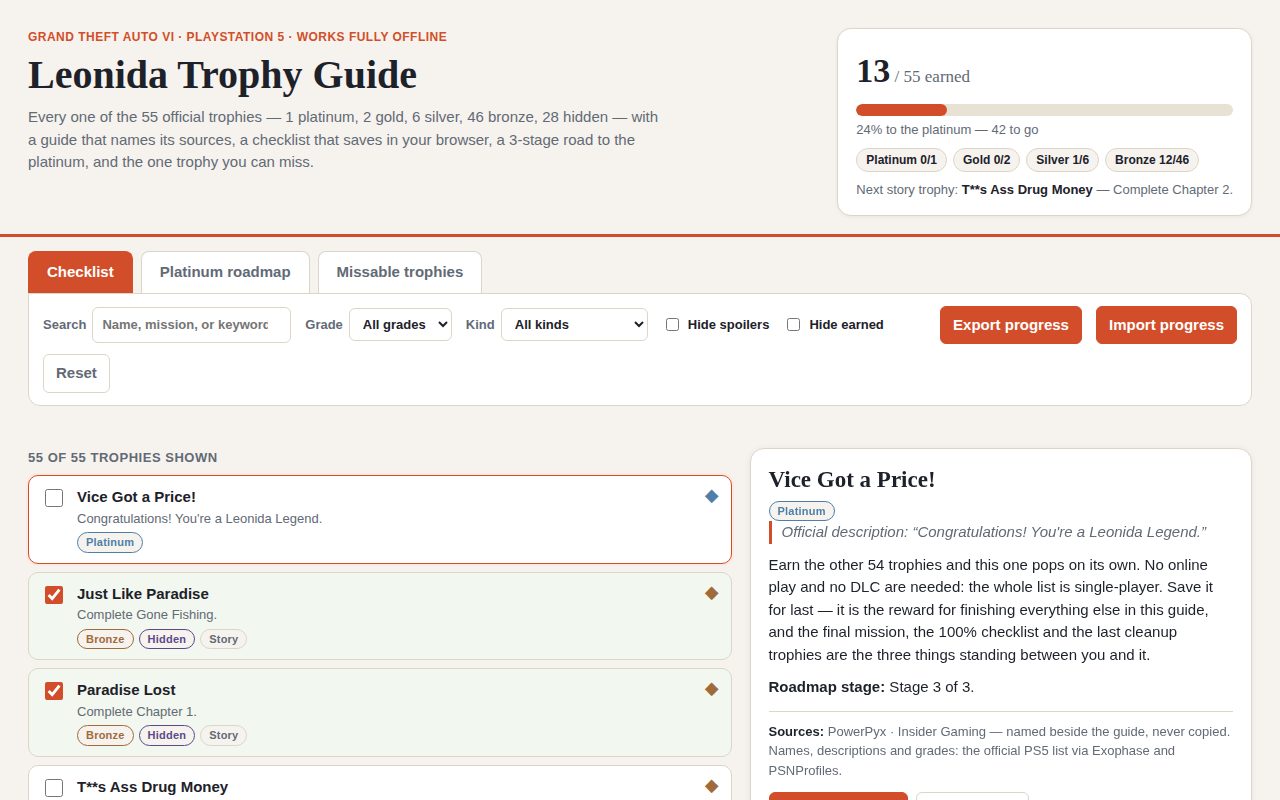 GRAND THEFT AUTO VI · PLAYSTATION 5 · WORKS FULLY OFFLINE
Leonida Trophy Guide
Every one of the 55 official trophies — 1 platinum, 2 gold, 6 silver, 46 bronze, 28 hidden — with
a guide that names its sources, a checklist that saves in your browser, a 3-stage road to the
platinum, and the one trophy you can miss.
13 / 55 earned
24% to the platinum — 42 to go
Platinum 0/1 Gold 0/2 Silver 1/6 Bronze 12/46
Next story trophy: T**s Ass Drug Money — Complete Chapter 2.
Checklist Platinum roadmap Missable trophies
Search Name, mission, or keyword Grade All grades Kind All kinds Hide spoilers Hide earned Export progress Import progress
Reset
55 OF 55 TROPHIES SHOWN
Vice Got a Price!
Congratulations! You're a Leonida Legend.
Platinum
Just Like Paradise
Complete Gone Fishing.
Bronze Hidden Story
Paradise Lost
Complete Chapter 1.
Bronze Hidden Story
T**s Ass Drug Money
Vice Got a Price!
Platinum
Official description: “Congratulations! You're a Leonida Legend.”
Earn the other 54 trophies and this one pops on its own. No online
play and no DLC are needed: the whole list is single-player. Save it
for last — it is the reward for finishing everything else in this guide,
and the final mission, the 100% checklist and the last cleanup
trophies are the three things standing between you and it.
Roadmap stage: Stage 3 of 3.
Sources: PowerPyx · Insider Gaming — named beside the guide, never copied.
Names, descriptions and grades: the official PS5 list via Exophase and
PSNProfiles.